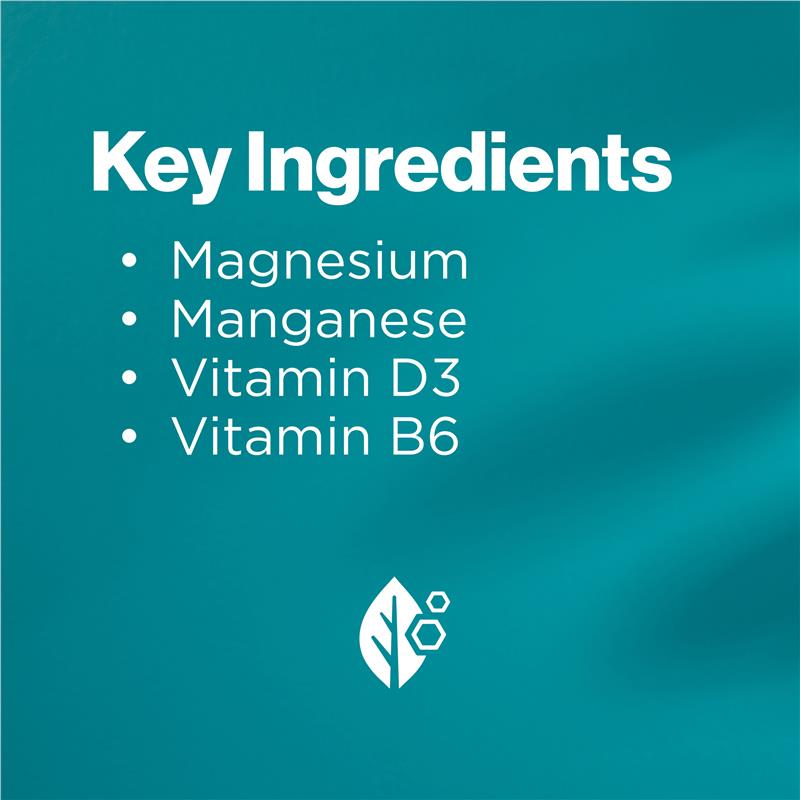 Key Ingredients
• Magnesium
• Manganese
• Vitamin D3
• Vitamin B6